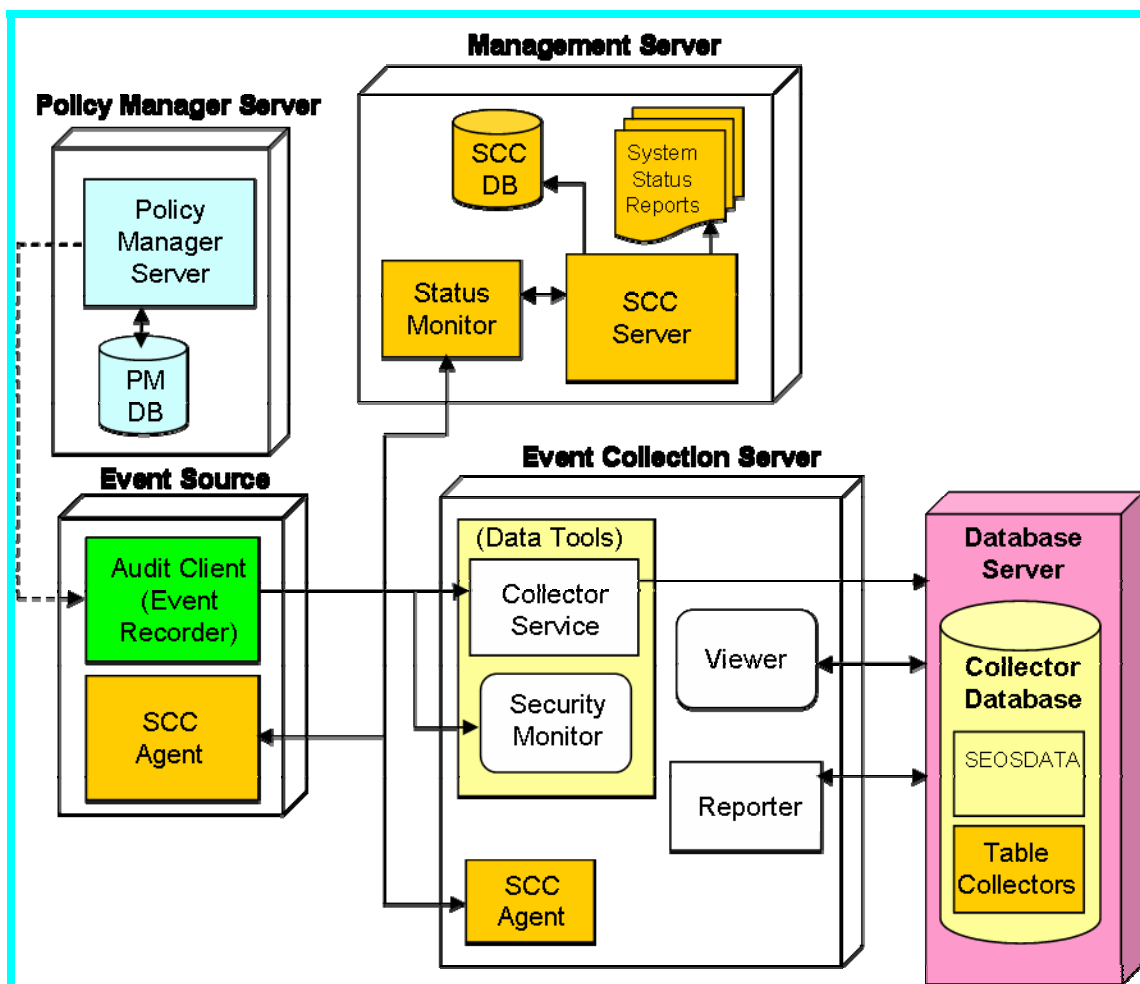 Management Server
Policy Manager Server
Policy
Manager
Server
PM
DB
SCC
DB
System
Status
Reports
Status
Monitor
SCC
Server
Event Source
Audit Client
(Event
Recorder)
SCC
Agent
Event Collection Server
(Data Tools)
Collector
Service
Security
Monitor
Viewer
Reporter
SCC
Agent
Database
Server
Collector
Database
SEOSDATA
Table
Collectors